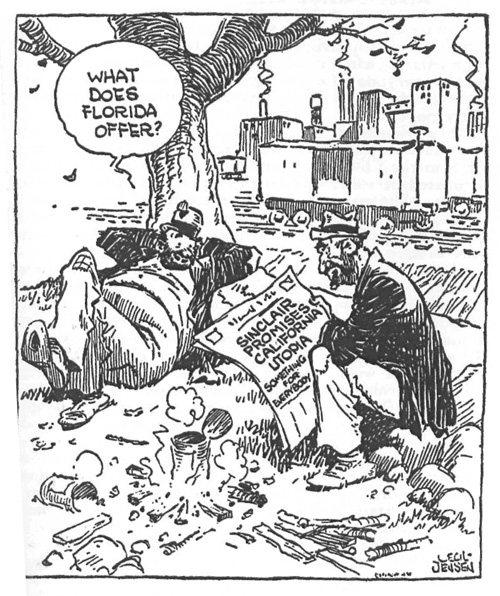 WHAT
DOES
FLORIDA
OFFER?
SINCLAIR
PROMISES
CALIFORNIA
UTOPIA
SOMETHING
FOR
EVERYBODY
CECIL-
JENSEN